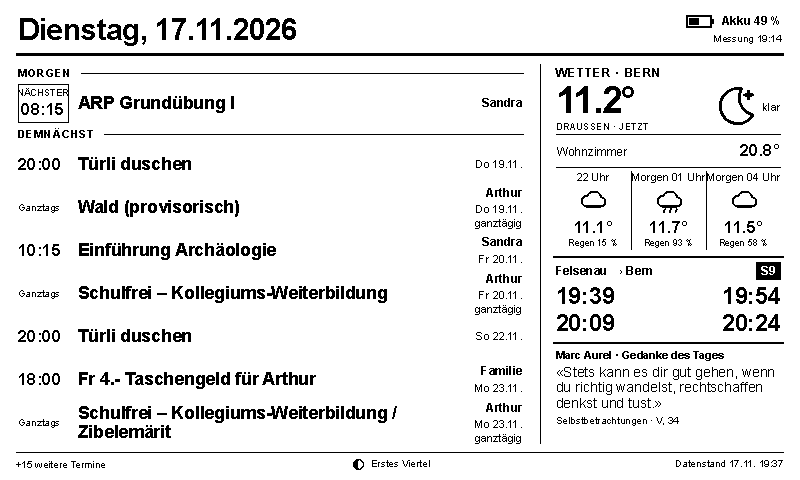 Dienstag, 17.11.2026
Akku 49 %
Messung 19:14
MORGEN
NÄCHSTER
08:15
ARP Grundübung I
Sandra
DEMNÄCHST
20:00
Türli duschen
Do 19.11.
Ganztags
Wald (provisorisch)
Arthur
Do 19.11.
ganztägig
10:15
Einführung Archäologie
Sandra
Fr 20.11.
Ganztags
Schulfrei – Kollegiums-Weiterbildung
Arthur
Fr 20.11.
ganztägig
20:00
Türli duschen
So 22.11.
18:00
Fr 4.- Taschengeld für Arthur
Familie
Mo 23.11.
Ganztags
Schulfrei – Kollegiums-Weiterbildung /
Zibelemärit
Arthur
Mo 23.11.
ganztägig
WETTER · BERN
11.2°
klar
DRAUSSEN · JETZT
Wohnzimmer
20.8°
22 Uhr
Morgen 01 Uhr
Morgen 04 Uhr
11.1°
11.7°
11.5°
Regen 15 %
Regen 93 %
Regen 58 %
Felsenau › Bern
S9
19:39
19:54
20:09
20:24
Marc Aurel · Gedanke des Tages
«Stets kann es dir gut gehen, wenn
du richtig wandelst, rechtschaffen
denkst und tust.»
Selbstbetrachtungen · V, 34
+15 weitere Termine
Erstes Viertel
Datenstand 17.11. 19:37